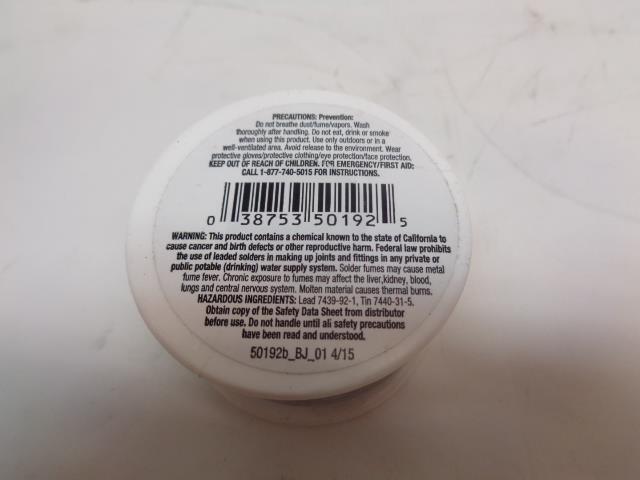 PRECAUTIONS: Prevention:
Do not breathe dust/fume/vapors. Wash
thoroughly after handling. Do not eat, drink or smoke
when using this product. Use only outdoors or in a
well-ventilated area. Avoid release to the environment. Wear
protective gloves/protective clothing/eye protection/face protection.
KEEP OUT OF REACH OF CHILDREN. FOR EMERGENCY/FIRST AID:
CALL 1-877-740-5015 FOR INSTRUCTIONS.
0 38753 50192 5
WARNING: This product contains a chemical known to the state of California to
cause cancer and birth defects or other reproductive harm. Federal law prohibits
the use of leaded solders in making up joints and fittings in any private or
public potable (drinking) water supply system. Solder fumes may cause metal
fume fever. Chronic exposure to fumes may affect the liver,kidney, blood,
lungs and central nervous system. Molten material causes thermal burns.
HAZARDOUS INGREDIENTS: Lead 7439-92-1, Tin 7440-31-5.
Obtain copy of the Safety Data Sheet from distributor
before use. Do not handle until all safety precautions
have been read and understood.
50192b_BJ_01 4/15